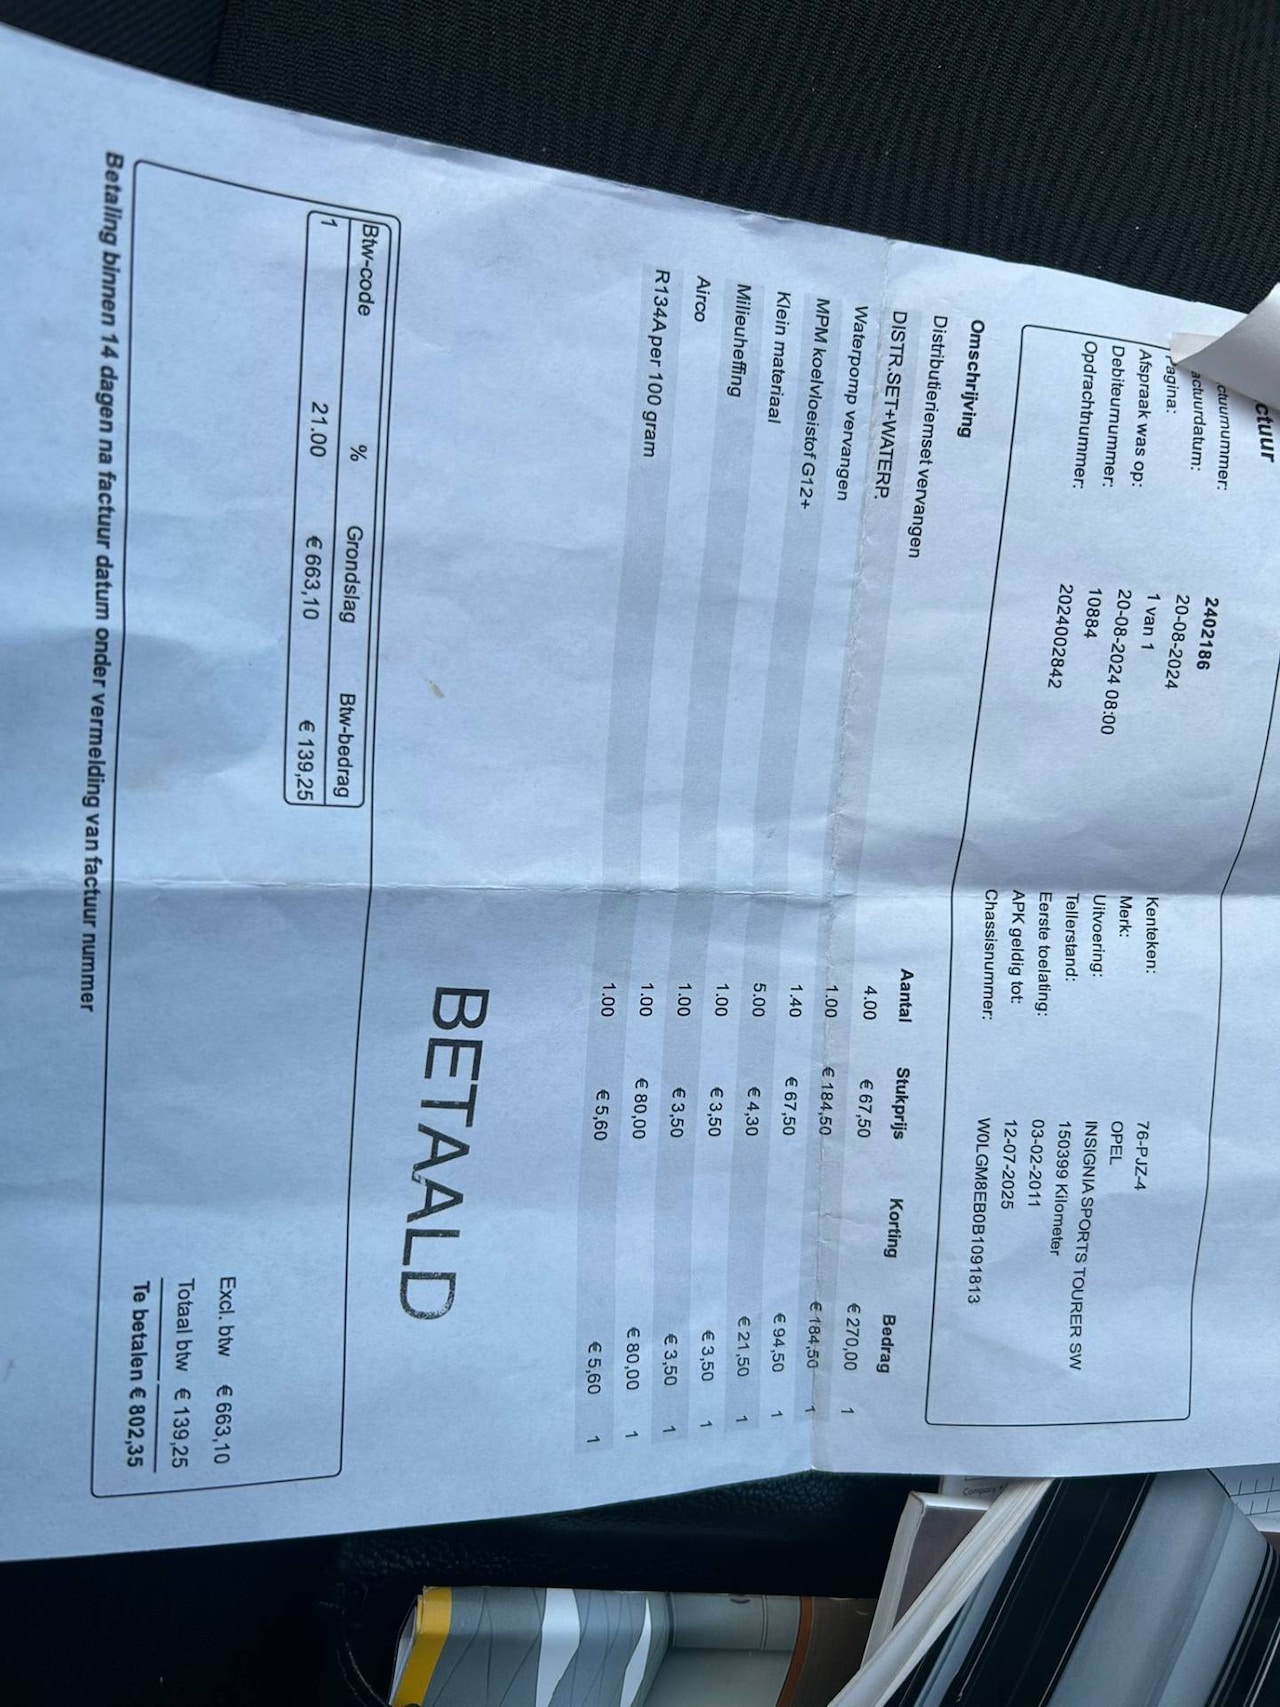 ctuur
ctuurnummer: 2402186
actuurdatum: 20-08-2024
Pagina: 1 van 1
Afspraak was op: 20-08-2024 08:00
Debiteurnummer: 10884
Opdrachtnummer: 2024002842
Kenteken: 76-PJZ-4
Merk: OPEL
Uitvoering: INSIGNIA SPORTS TOURER SW
Tellerstand: 150399 Kilometer
Eerste toelating: 03-02-2011
APK geldig tot: 12-07-2025
Chassisnummer: W0LGM8EB0B1091813
Omschrijving Aantal Stukprijs Korting Bedrag
Distributieriemset vervangen 4.00 € 67,50 € 270,00 1
DISTR.SET+WATERP. 1.00 € 184,50 € 184,50 1
Waterpomp vervangen 1.40 € 67,50 € 94,50 1
MPM koelvloeistof G12+ 5.00 € 4,30 € 21,50 1
Klein materiaal 1.00 € 3,50 € 3,50 1
Milieuheffing 1.00 € 3,50 € 3,50 1
Airco 1.00 € 80,00 € 80,00 1
R134A per 100 gram 1.00 € 5,60 € 5,60 1
BETAALD
Btw-code % Grondslag Btw-bedrag
1 21.00 € 663,10 € 139,25
Excl. btw € 663,10
Totaal btw € 139,25
Te betalen € 802,35
Betaling binnen 14 dagen na factuur datum onder vermelding van factuur nummer
Company